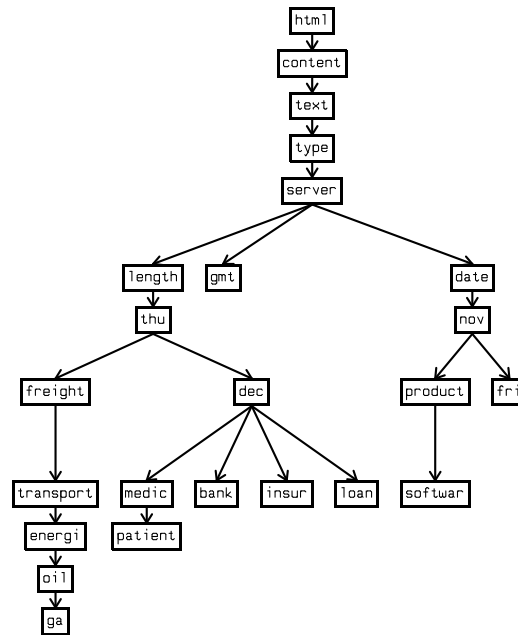 html
content
text
type
server
length gmt date
thu nov
freight dec product fri
transport medic bank insur loan softwar
energi patient
oil
ga